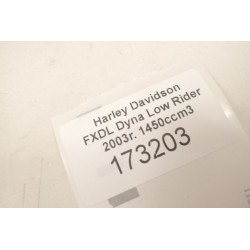 Harley Davidson
FXDL Dyna Low Rider
2003r. 1450ccm3
173203